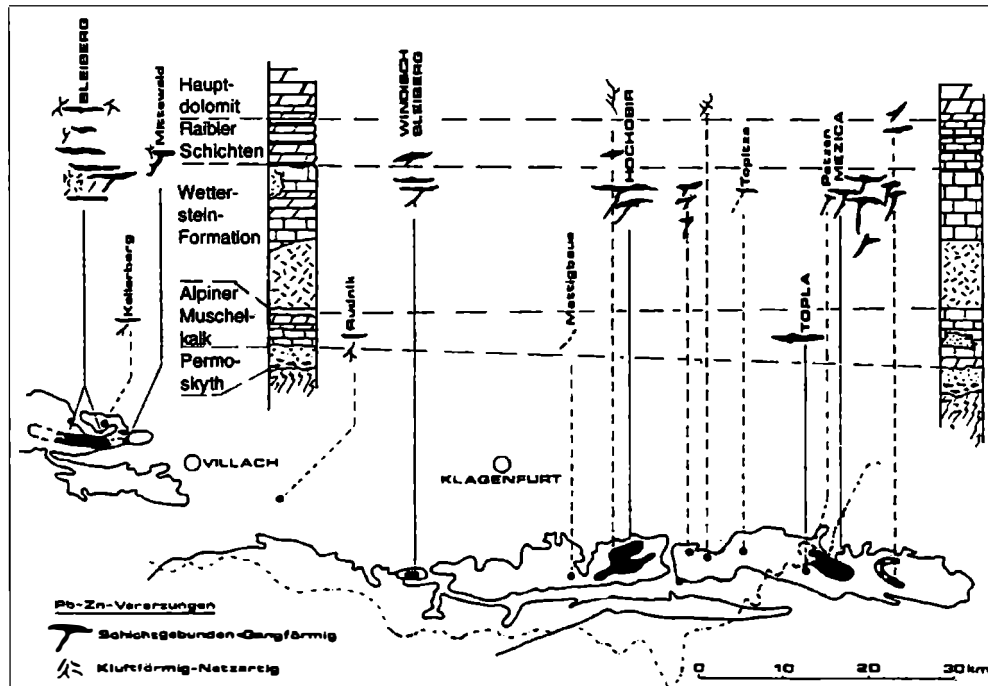 BLEIBERG
Mittewald
Haupt-
dolomit
Raibler
Schichten
Wetter-
stein-
Formation
Alpiner
Muschel-
kalk
Permo-
skyth
Kellerberg
Rudnik
WINDISCH
BLEIBERG
Mettigbaue
HOCHOBIR
Topitza
Petzen
MEZICA
TOPLA
VILLACH
KLAGENFURT
Pb-Zn-Vererzungen
Schichtgebunden-Gangförmig
Kluftförmig-Netzartig
0 10 20 30 km